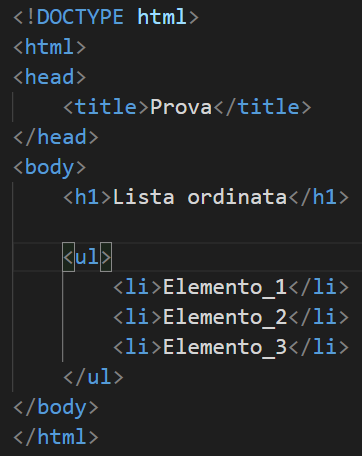 <!DOCTYPE html>
<html>
<head>
    <title>Prova</title>
</head>
<body>
    <h1>Lista ordinata</h1>

    <ul>
        <li>Elemento_1</li>
        <li>Elemento_2</li>
        <li>Elemento_3</li>
    </ul>
</body>
</html>